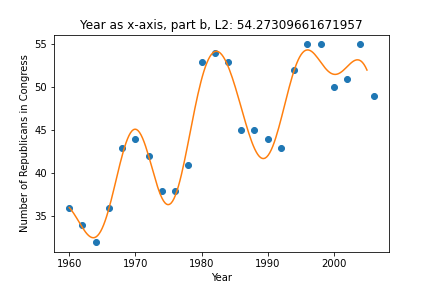 Year as x-axis, part b, L2: 54.27309661671957
Number of Republicans in Congress
55
50
45
40
35
1960 1970 1980 1990 2000
Year